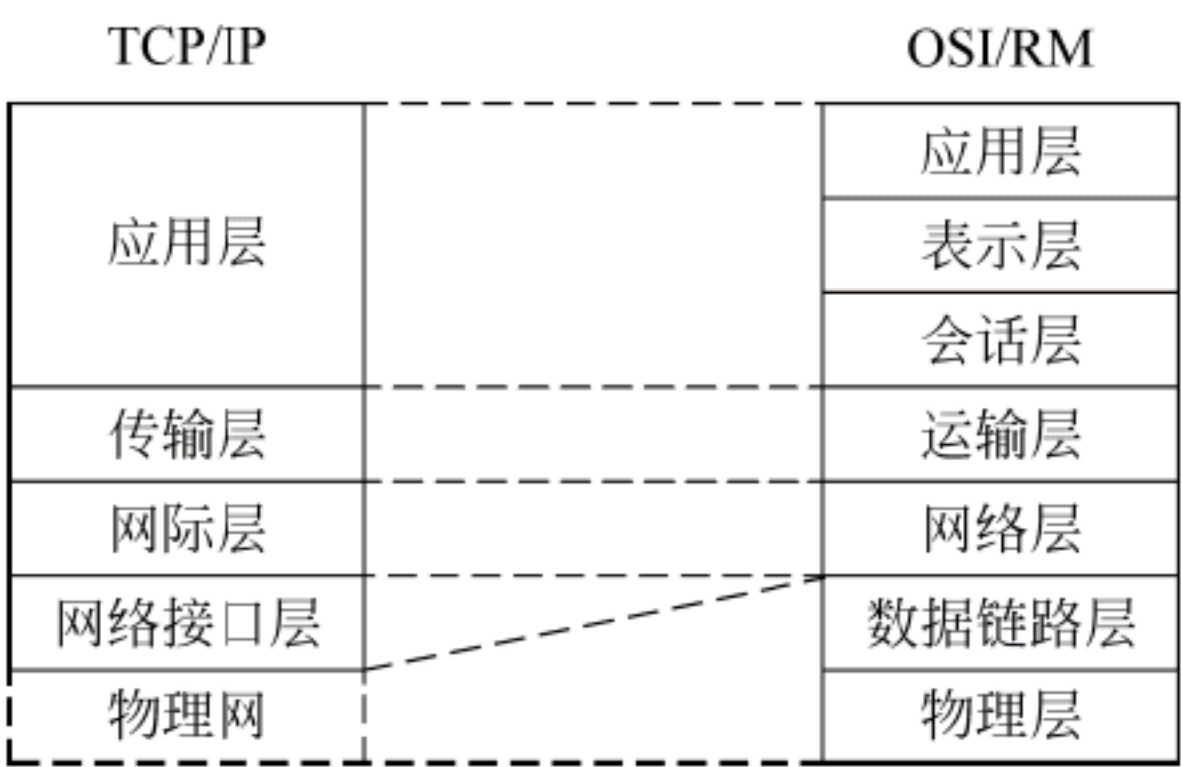 TCP/IP
OSI/RM
应用层
传输层
网际层
网络接口层
物理网
应用层
表示层
会话层
运输层
网络层
数据链路层
物理层